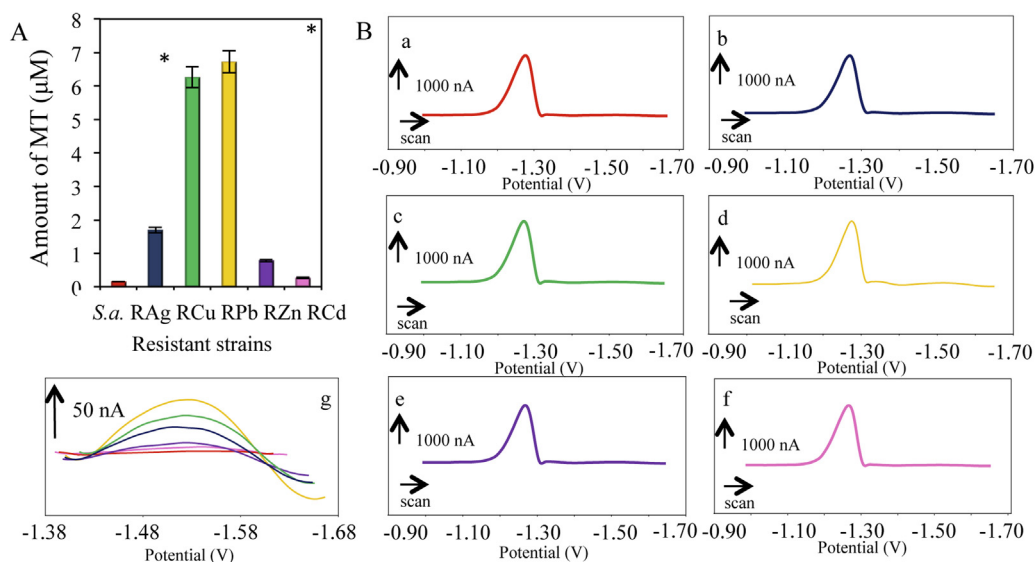 A
Amount of MT (µM)
8
7
6
5
4
3
2
1
0
*
*
S.a. RAg RCu RPb RZn RCd
Resistant strains
g
50 nA
-1.38 -1.48 -1.58 -1.68
Potential (V)
B
a
1000 nA
scan
-0.90 -1.10 -1.30 -1.50 -1.70
Potential (V)
b
1000 nA
scan
-0.90 -1.10 -1.30 -1.50 -1.70
Potential (V)
c
1000 nA
scan
-0.90 -1.10 -1.30 -1.50 -1.70
Potential (V)
d
1000 nA
scan
-0.90 -1.10 -1.30 -1.50 -1.70
Potential (V)
e
1000 nA
scan
-0.90 -1.10 -1.30 -1.50 -1.70
Potential (V)
f
1000 nA
scan
-0.90 -1.10 -1.30 -1.50 -1.70
Potential (V)